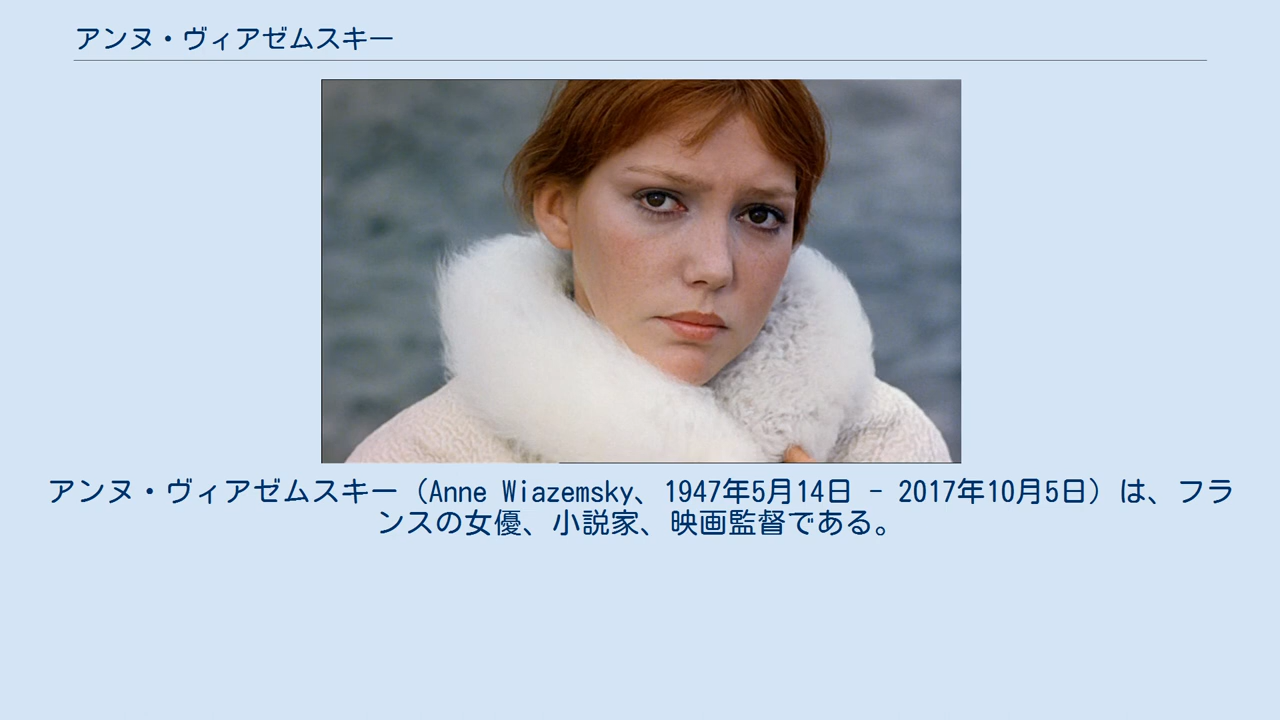 アンヌ・ヴィアゼムスキー
アンヌ・ヴィアゼムスキー（Anne Wiazemsky、1947年5月14日 - 2017年10月5日）は、フラ
ンスの女優、小説家、映画監督である。